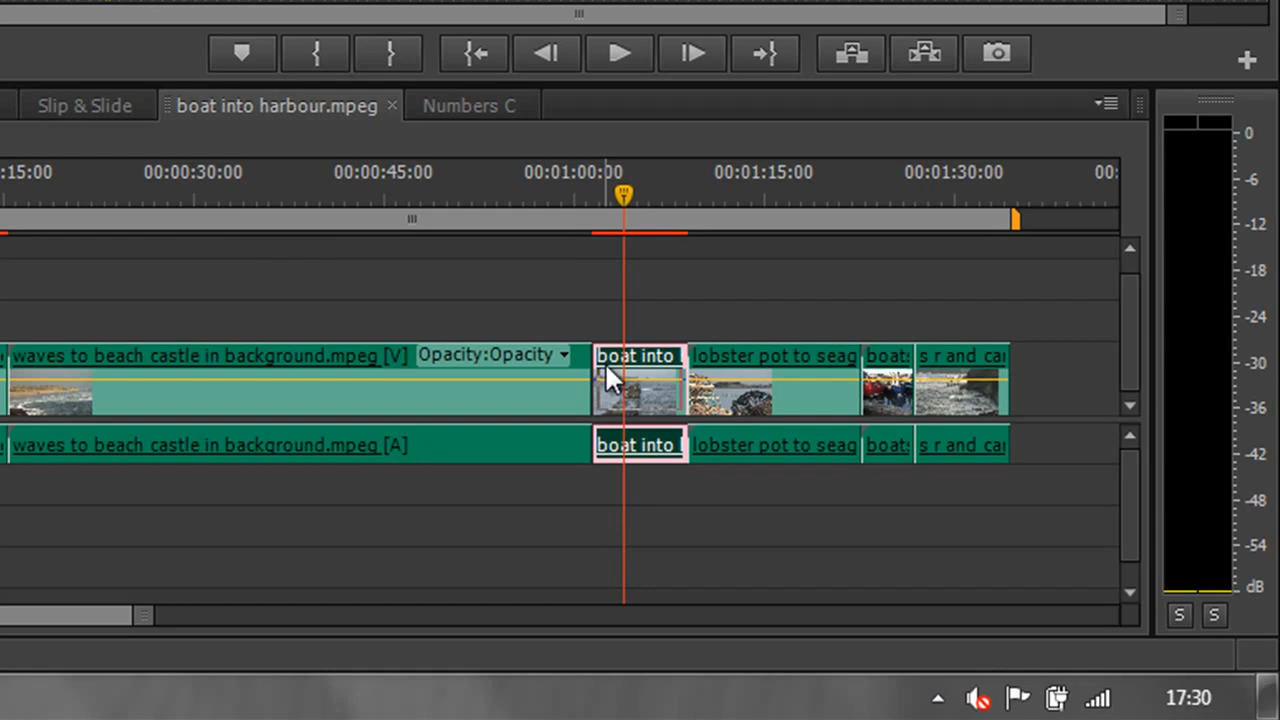 Slip & Slide boat into harbour.mpeg × Numbers C
:15:00 00:00:30:00 00:00:45:00 00:01:00:00 00:01:15:00 00:01:30:00 00:
0
-6
-12
-18
-24
-30
-36
-42
-48
-54
dB
waves to beach castle in background.mpeg [V] Opacity:Opacity boat into lobster pot to seag boats s r and car
waves to beach castle in background.mpeg [A] boat into lobster pot to seag boats s r and car
S S
17:30